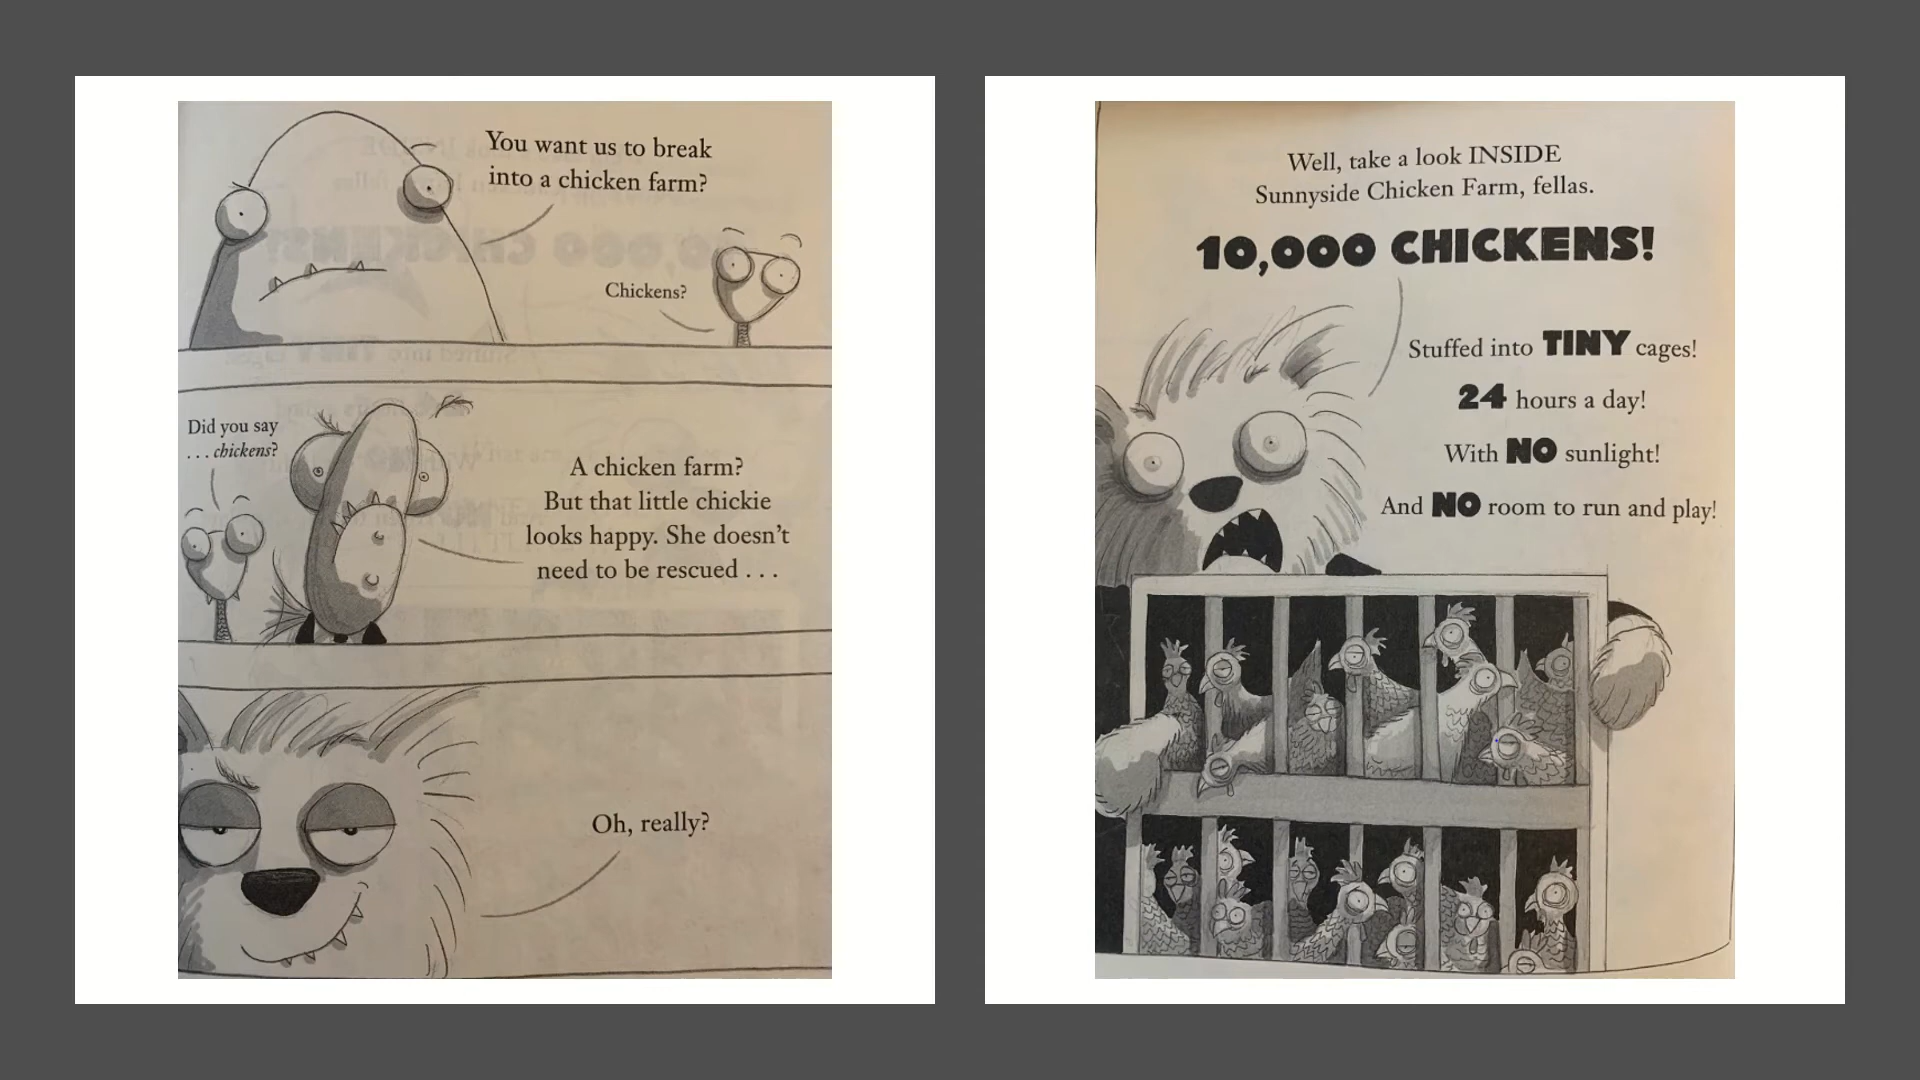 You want us to break
into a chicken farm?
Chickens?
Did you say
. . . chickens?
A chicken farm?
But that little chickie
looks happy. She doesn't
need to be rescued . . .
Oh, really?
Well, take a look INSIDE
Sunnyside Chicken Farm, fellas.
10,000 CHICKENS!
Stuffed into TINY cages!
24 hours a day!
With NO sunlight!
And NO room to run and play!